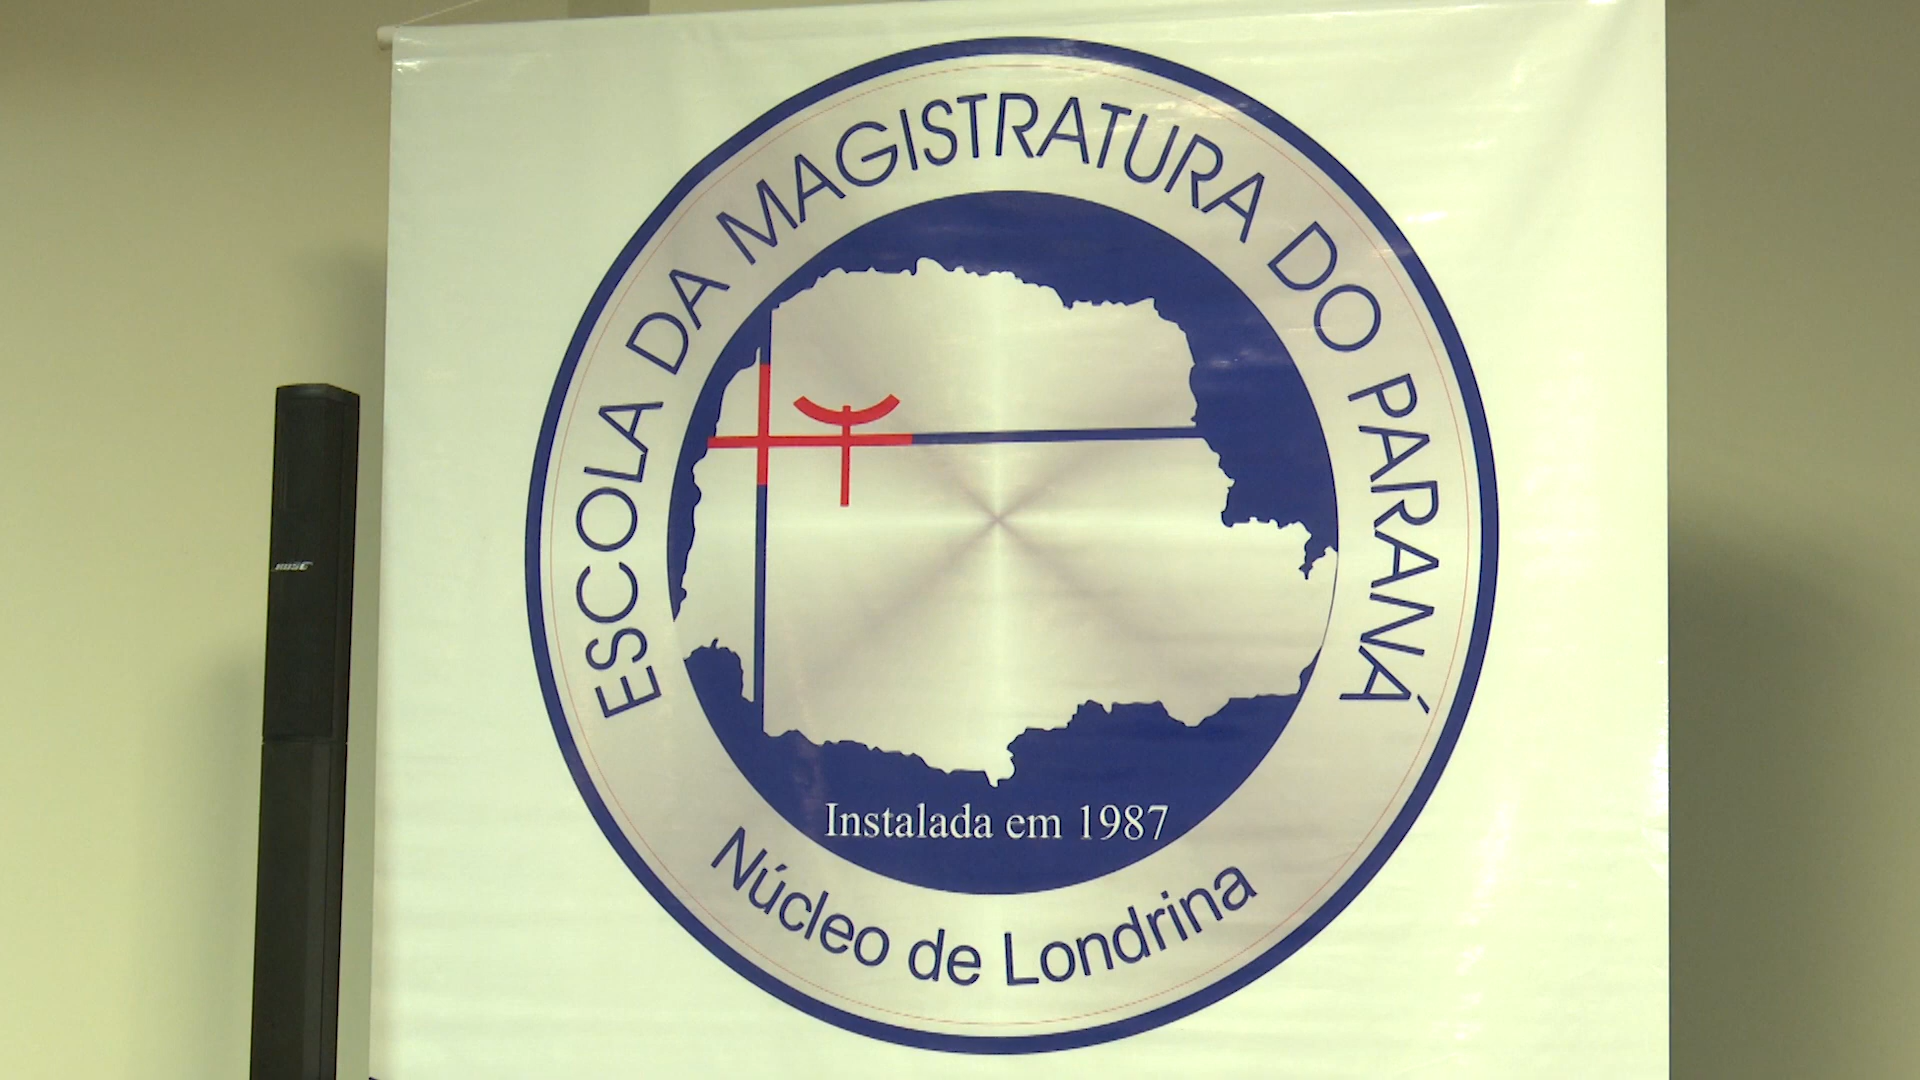 ESCOLA DA MAGISTRATURA DO PARANÁ
Instalada em 1987
Núcleo de Londrina
BOSE